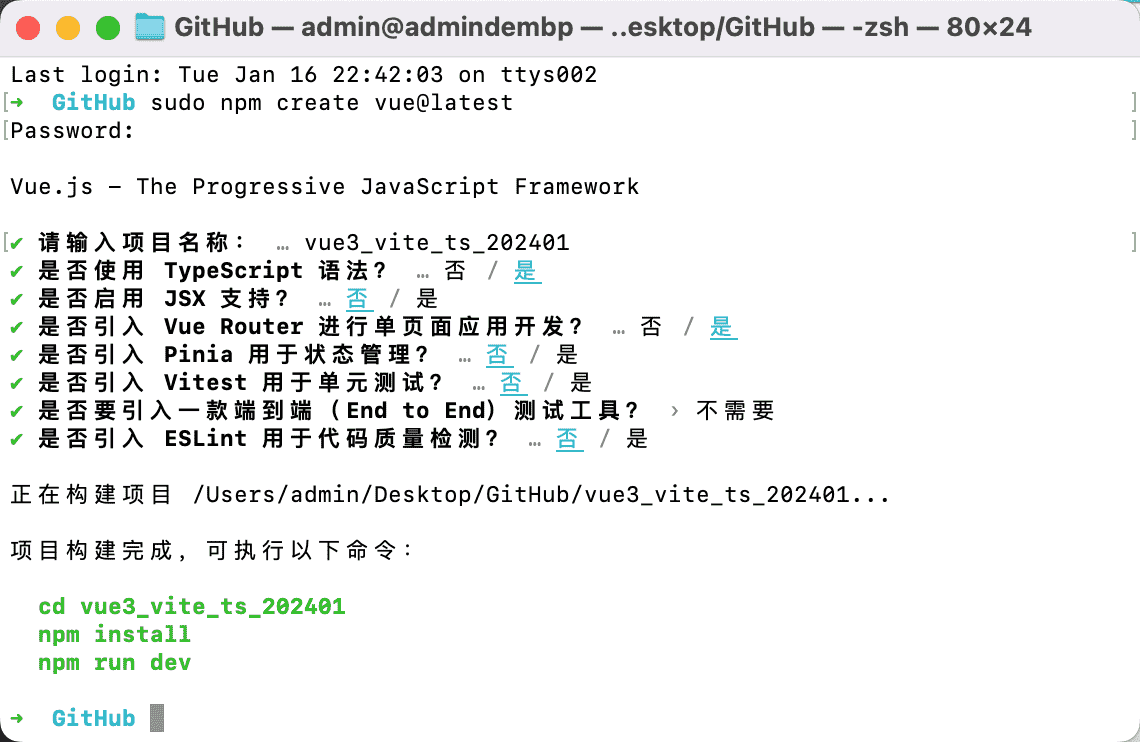 GitHub — admin@admindembp — ..esktop/GitHub — -zsh — 80×24
Last login: Tue Jan 16 22:42:03 on ttys002
[➜  GitHub sudo npm create vue@latest ]
[Password: ]
Vue.js – The Progressive JavaScript Framework
[✔ 请输入项目名称： … vue3_vite_ts_202401 ]
✔ 是否使用 TypeScript 语法？ … 否 / 是
✔ 是否启用 JSX 支持？ … 否 / 是
✔ 是否引入 Vue Router 进行单页面应用开发？ … 否 / 是
✔ 是否引入 Pinia 用于状态管理？ … 否 / 是
✔ 是否引入 Vitest 用于单元测试？ … 否 / 是
✔ 是否要引入一款端到端（End to End）测试工具？ › 不需要
✔ 是否引入 ESLint 用于代码质量检测？ … 否 / 是
正在构建项目 /Users/admin/Desktop/GitHub/vue3_vite_ts_202401...
项目构建完成，可执行以下命令：
cd vue3_vite_ts_202401
npm install
npm run dev
➜  GitHub